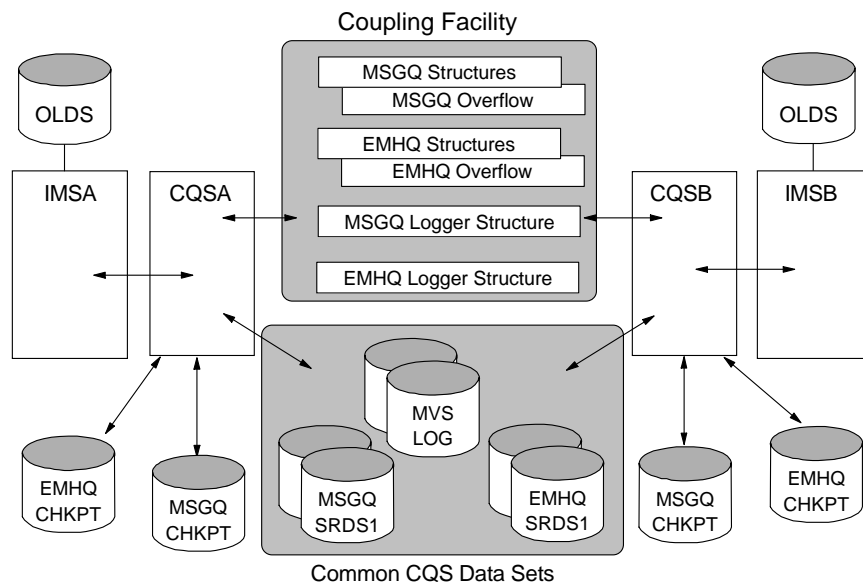 Coupling Facility
MSGQ Structures
MSGQ Overflow
EMHQ Structures
EMHQ Overflow
MSGQ Logger Structure
EMHQ Logger Structure
OLDS
IMSA
CQSA
OLDS
CQSB
IMSB
MVS
LOG
MSGQ
SRDS1
EMHQ
SRDS1
EMHQ
CHKPT
MSGQ
CHKPT
MSGQ
CHKPT
EMHQ
CHKPT
Common CQS Data Sets